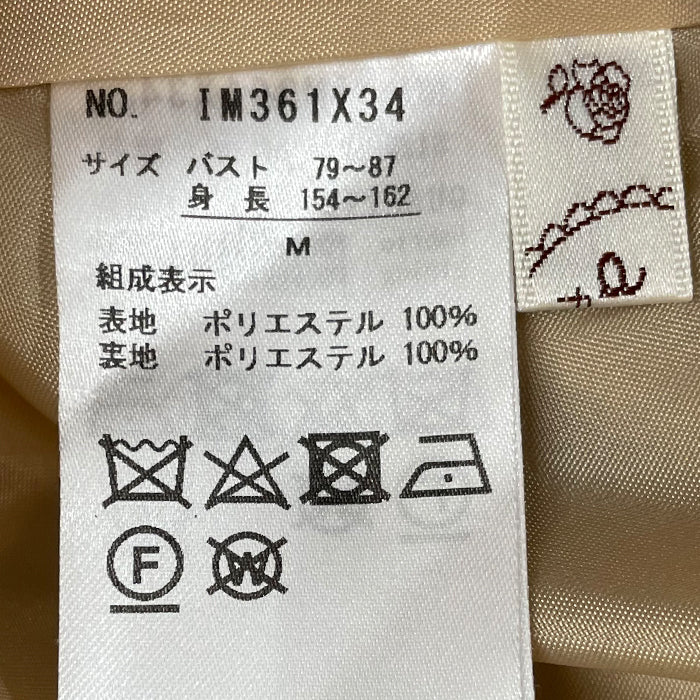 NO. IM361X34
サイズ バスト 79～87
身長 154～162
M
組成表示
表地 ポリエステル 100%
裏地 ポリエステル 100%
F
W